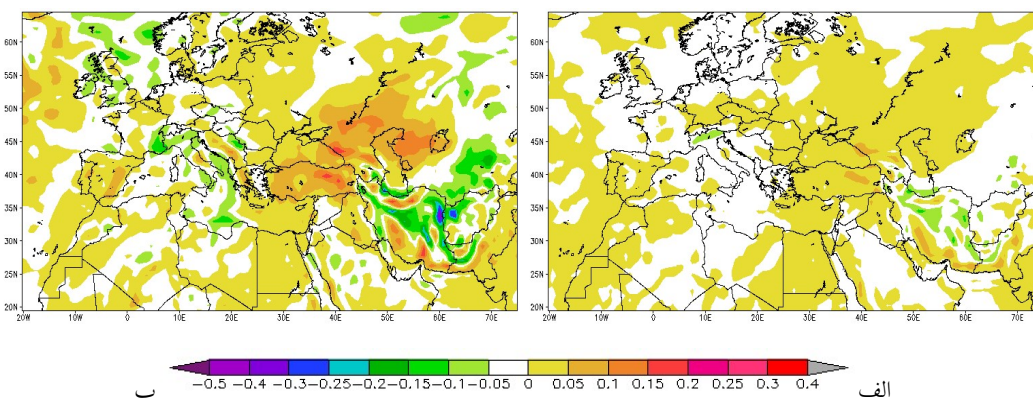 60N 60N
55N 55N
50N 50N
45N 45N
40N 40N
35N 35N
30N 30N
25N 25N
20N 20N
20W 10W 0 10E 20E 30E 40E 50E 60E 70E 20W 10W 0 10E 20E 30E 40E 50E 60E 70E
-0.5 -0.4 -0.3 -0.25 -0.2 -0.15 -0.1 -0.05 0 0.05 0.1 0.15 0.2 0.25 0.3 0.4
الف
ب